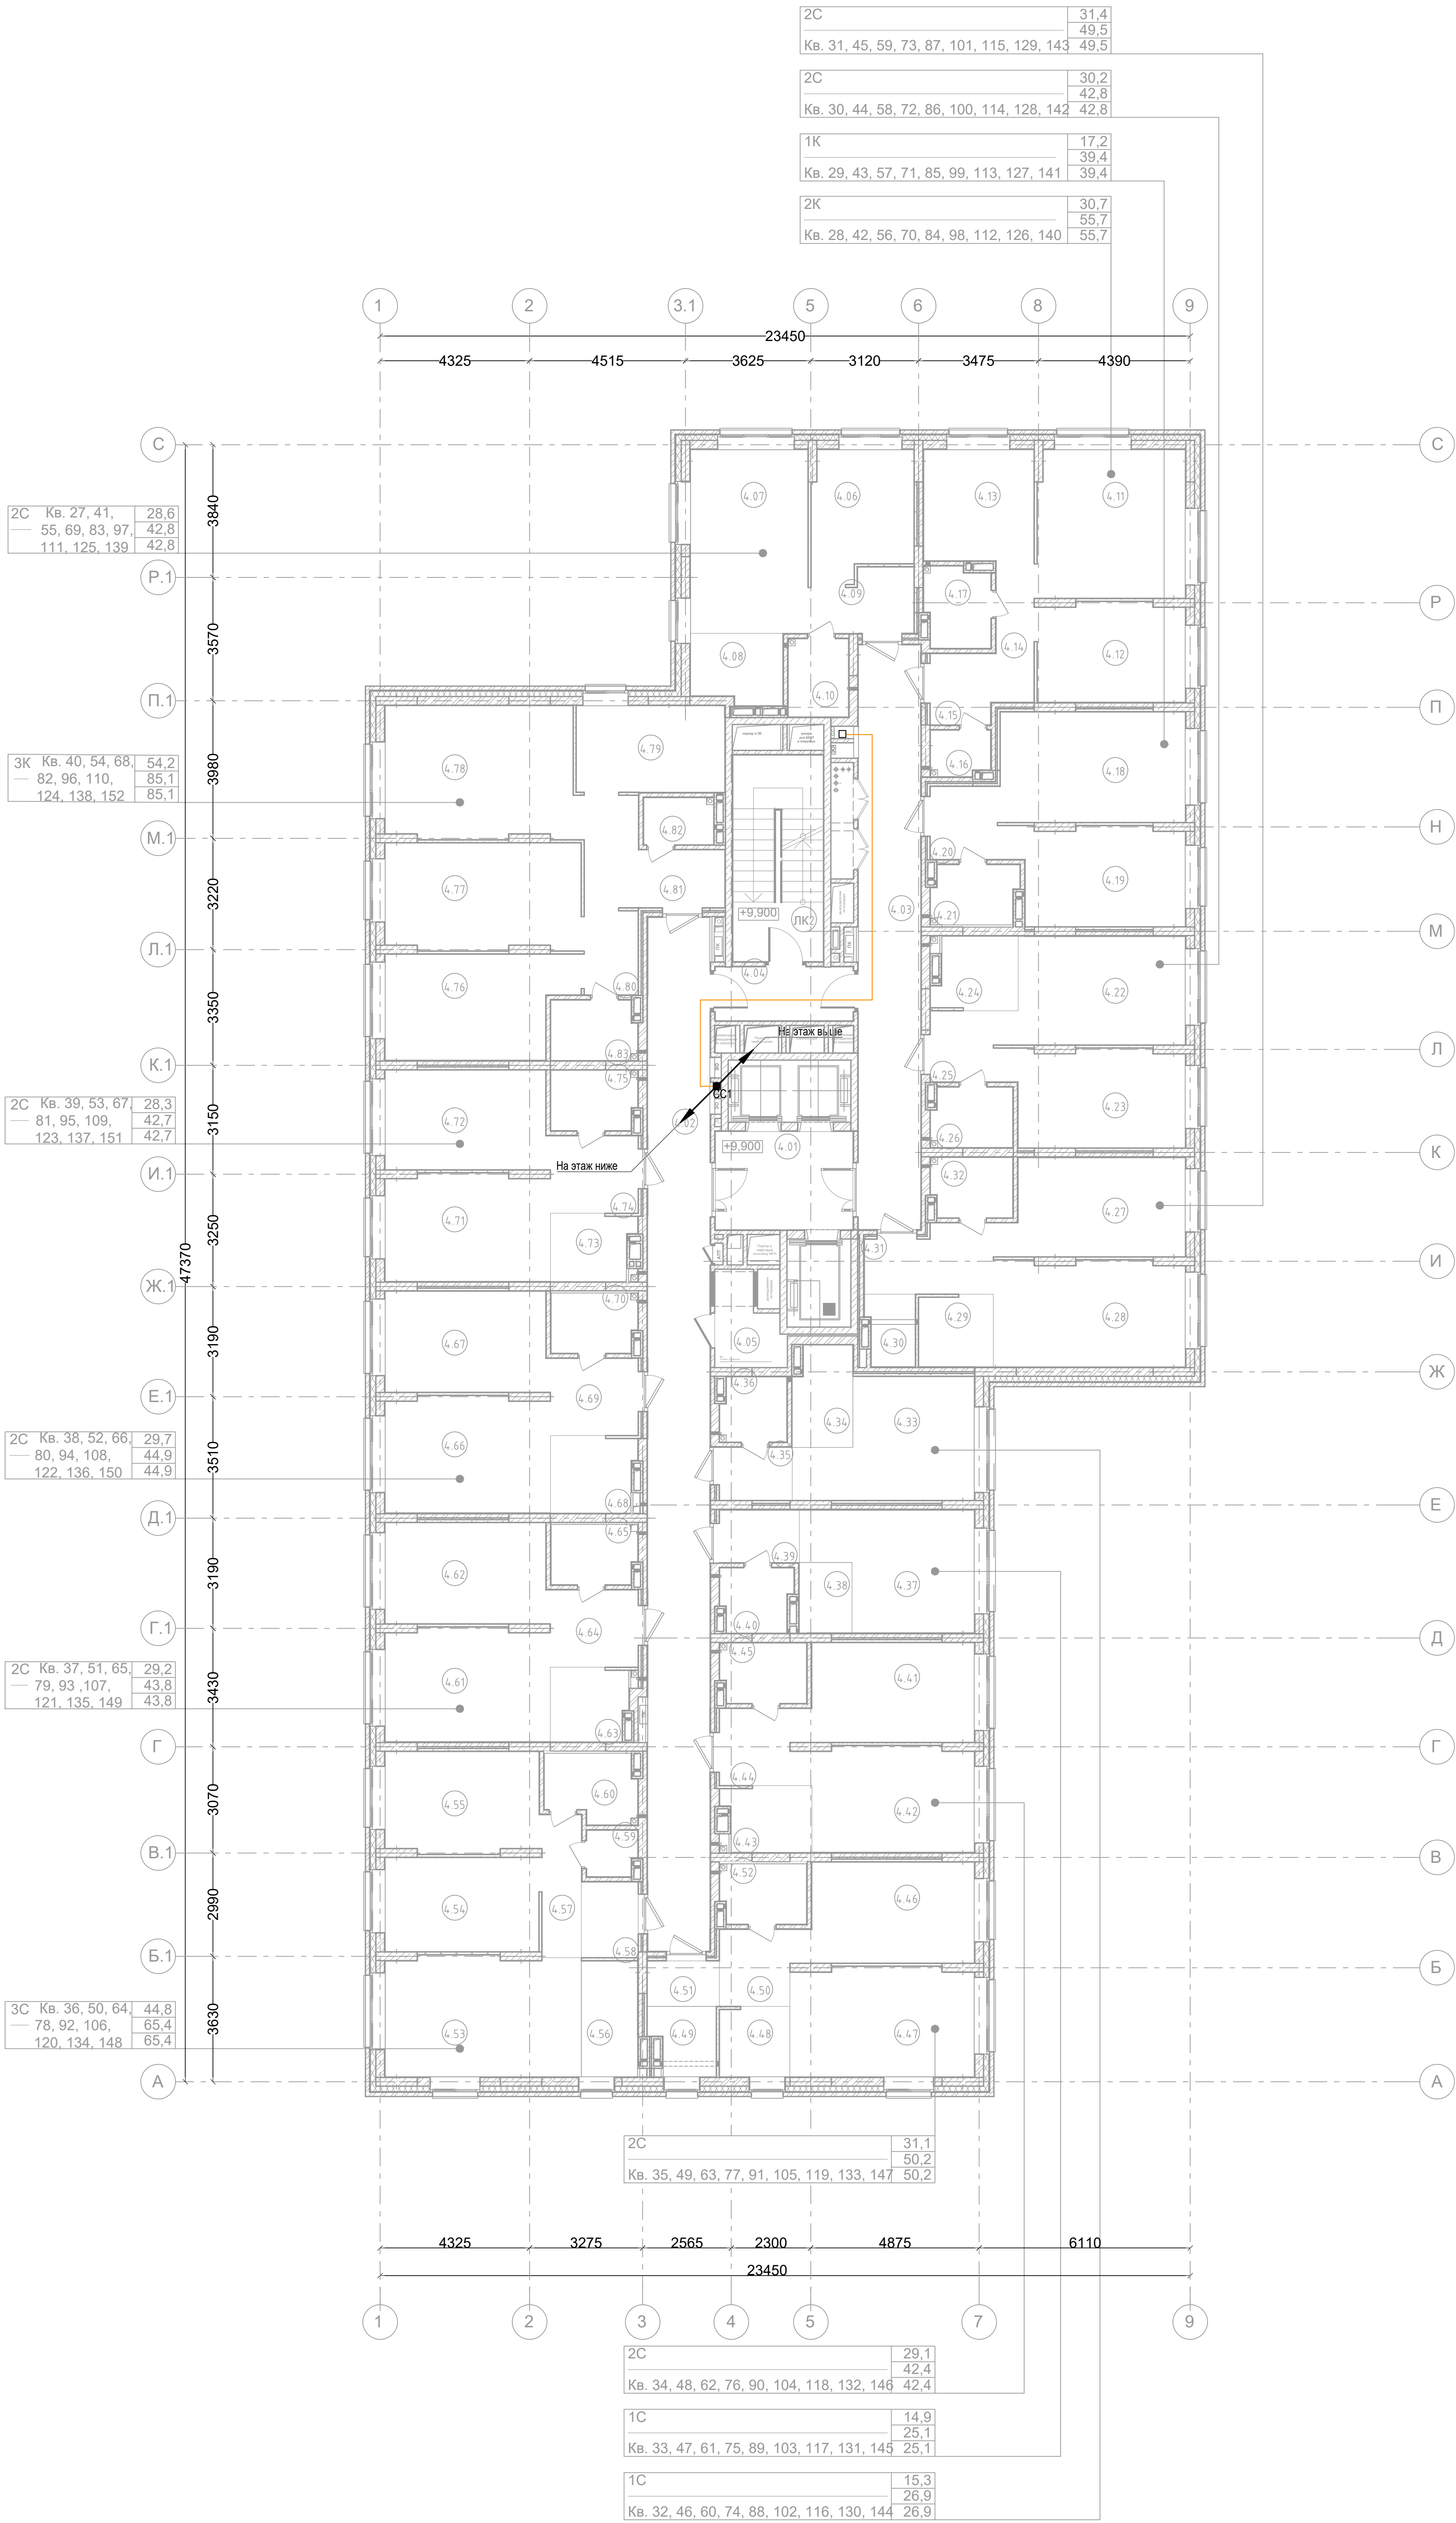 2С 31,4
49,5
Кв. 31, 45, 59, 73, 87, 101, 115, 129, 143 49,5
2С 30,2
42,8
Кв. 30, 44, 58, 72, 86, 100, 114, 128, 142 42,8
1К 17,2
39,4
Кв. 29, 43, 57, 71, 85, 99, 113, 127, 141 39,4
2К 30,7
55,7
Кв. 28, 42, 56, 70, 84, 98, 112, 126, 140 55,7
1 2 3.1 5 6 8 9
23450
4325 4515 3625 3120 3475 4390
С С
3840
4.07 4.06 4.13 4.11
2С Кв. 27, 41, 28,6
55, 69, 83, 97, 42,8
111, 125, 139 42,8
Р.1
4.09 4.17
Р
3570
4.08 4.14 4.12
4.10
П.1 П
4.15
4.79
4.78 4.16 4.18
3980
3К Кв. 40, 54, 68, 54,2
82, 96, 110, 85,1
124, 138, 152 85,1
4.82
М.1 Н
4.20
3220
4.77 4.81 4.19
+9,900 ЛК2 4.03 4.21
Л.1 М
4.04
4.76 4.80 4.24 4.22
3350
На этаж выше
4.83
К.1 Л
4.75 4.25
СС1
2С Кв. 39, 53, 67, 28,3
81, 95, 109, 42,7
123, 137, 151 42,7
3150
4.72 4.02 4.23
4.26
+9,900 4.01
К
На этаж ниже
И.1
4.32
4.71 4.74 4.27
3250
4.73 4.31
47370
И
Ж.1
4.70
3190
4.67 4.05 4.30 4.29 4.28
Ж
4.36
Е.1
4.69
4.34 4.33
2С Кв. 38, 52, 66, 29,7
80, 94, 108, 44,9
122, 136, 150 44,9
3510
4.66 4.35
4.68
Е
Д.1
4.65
4.39
3190
4.62 4.38 4.37
4.40
Г.1
4.64 Д
4.45
4.41
2С Кв. 37, 51, 65, 29,2
79, 93 ,107, 43,8
121, 135, 149 43,8
3430
4.61
4.63
Г Г
4.44
3070
4.55 4.60 4.42
4.59 4.43
В.1 В
4.52
2990
4.54 4.57 4.46
4.58
Б.1 Б
4.51 4.50
3С Кв. 36, 50, 64, 44,8
78, 92, 106, 65,4
120, 134, 148 65,4
3630
4.53 4.56 4.49 4.48 4.47
А А
2С 31,1
50,2
Кв. 35, 49, 63, 77, 91, 105, 119, 133, 147 50,2
4325 3275 2565 2300 4875 6110
23450
1 2 3 4 5 7 9
2С 29,1
42,4
Кв. 34, 48, 62, 76, 90, 104, 118, 132, 146 42,4
1С 14,9
25,1
Кв. 33, 47, 61, 75, 89, 103, 117, 131, 145 25,1
1С 15,3
26,9
Кв. 32, 46, 60, 74, 88, 102, 116, 130, 144 26,9